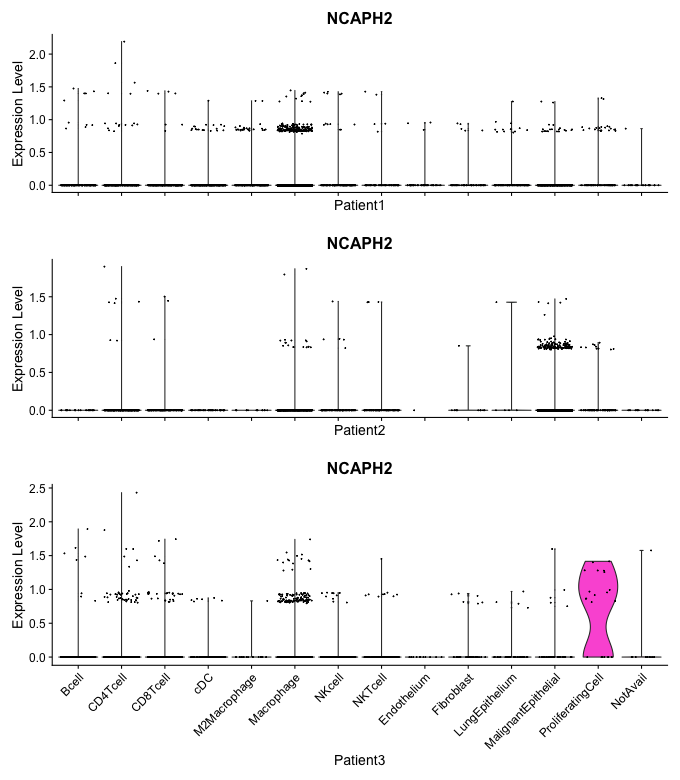 NCAPH2
Expression Level
2.0
1.5
1.0
0.5
0.0
Patient1
NCAPH2
Expression Level
1.5
1.0
0.5
0.0
Patient2
NCAPH2
Expression Level
2.5
2.0
1.5
1.0
0.5
0.0
Bcell
CD4Tcell
CD8Tcell
cDC
M2Macrophage
Macrophage
NKcell
NKTcell
Endothelium
Fibroblast
LungEpithelium
MalignantEpithelial
ProliferatingCell
NotAvail
Patient3